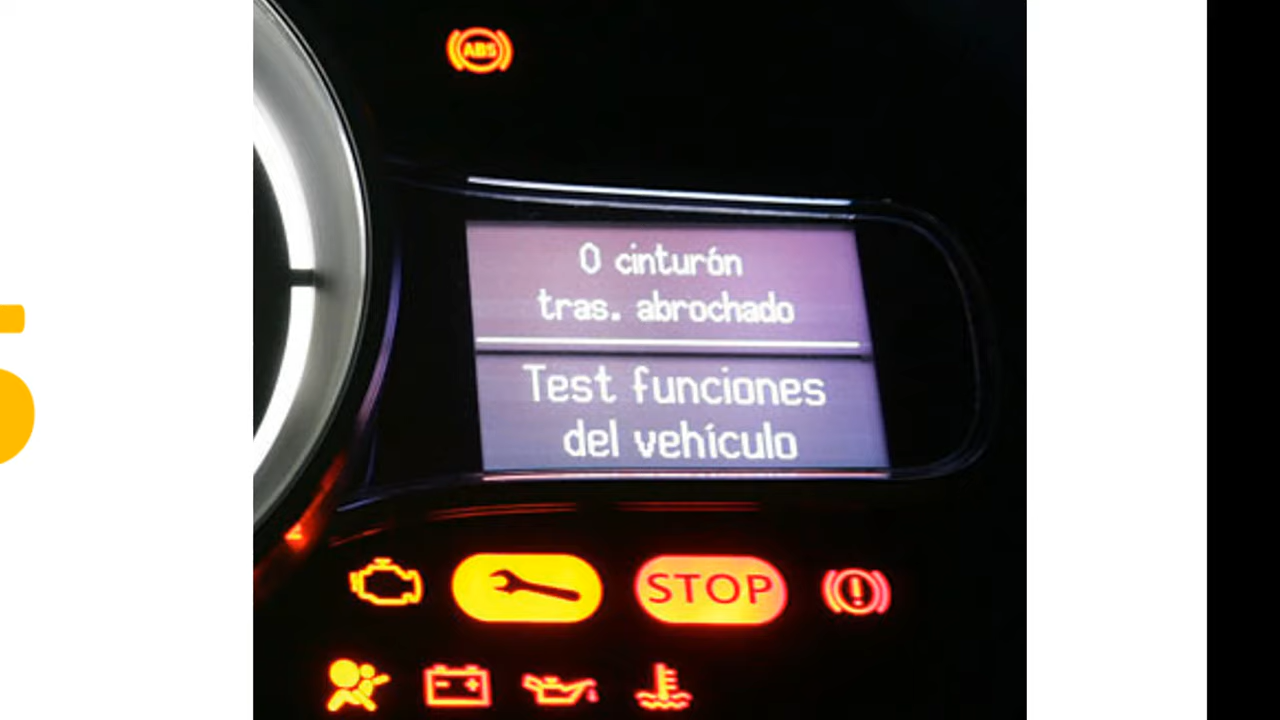 ABS
0 cinturón
tras. abrochado
Test funciones
del vehículo
STOP